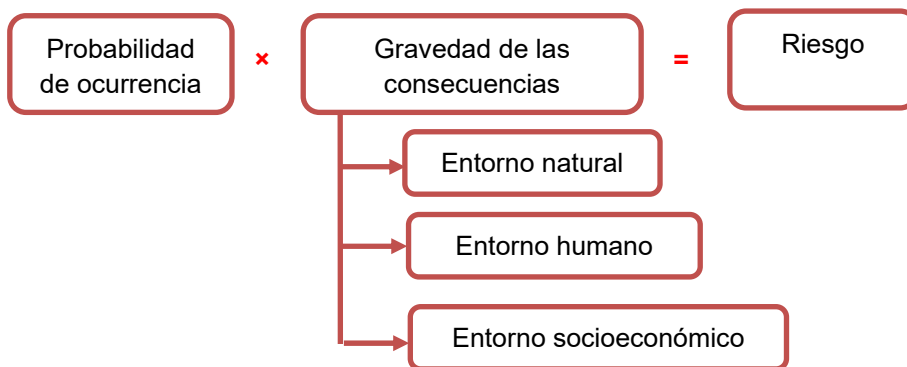 Probabilidad
de ocurrencia
×
Gravedad de las
consecuencias
=
Riesgo
Entorno natural
Entorno humano
Entorno socioeconómico